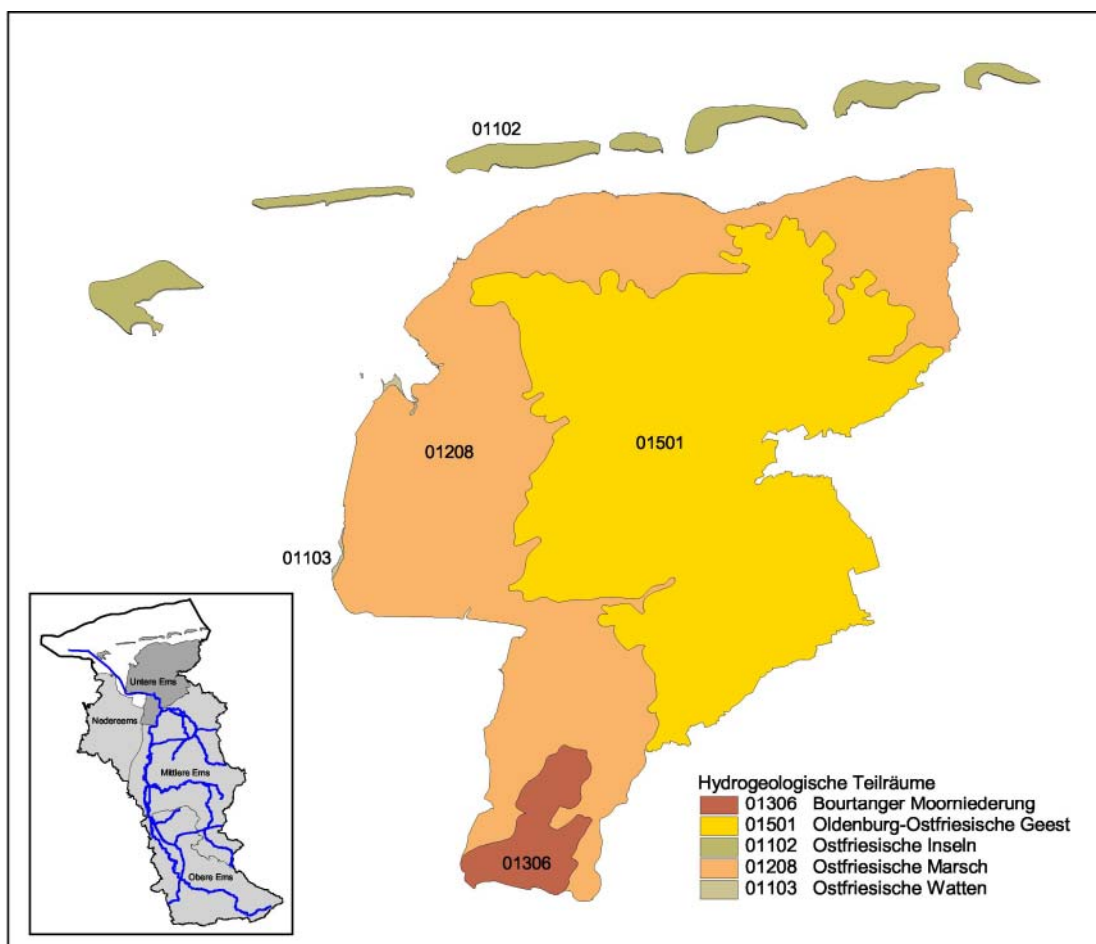 01102
01208
01501
01103
01306
Untere Ems
Nedereems
Mittlere Ems
Obere Ems
Hydrogeologische Teilräume
01306 Bourtanger Moorniederung
01501 Oldenburg-Ostfriesische Geest
01102 Ostfriesische Inseln
01208 Ostfriesische Marsch
01103 Ostfriesische Watten